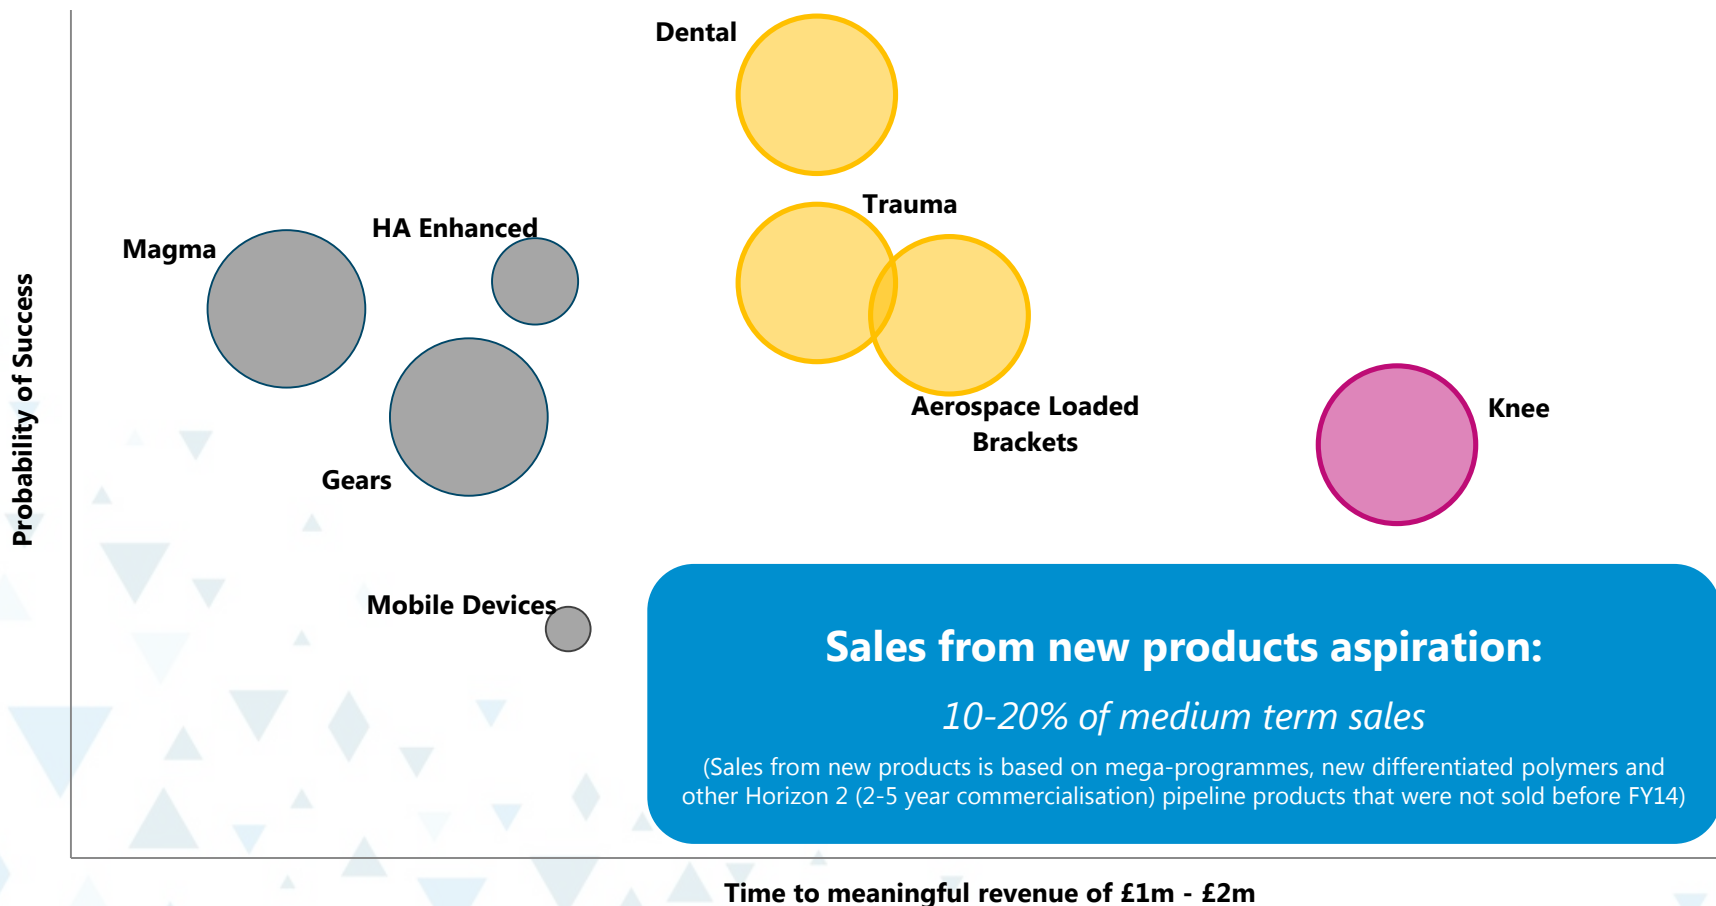 Dental
Trauma
HA Enhanced
Magma
Aerospace Loaded
Brackets
Knee
Gears
Mobile Devices
Probability of Success
Sales from new products aspiration:
10-20% of medium term sales
(Sales from new products is based on mega-programmes, new differentiated polymers and
other Horizon 2 (2-5 year commercialisation) pipeline products that were not sold before FY14)
Time to meaningful revenue of £1m - £2m